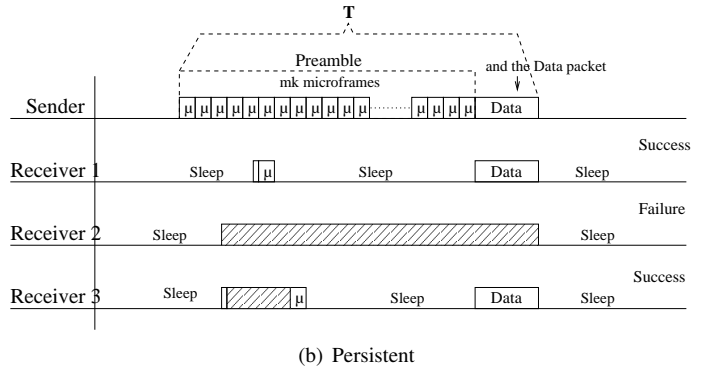 T
Preamble
and the Data packet
mk microframes
Sender μ μ μ μ μ μ μ μ μ μ μ μ μ μ μ μ Data
Success
Receiver 1 Sleep μ Sleep Data Sleep
Failure
Receiver 2 Sleep Sleep
Success
Receiver 3 Sleep μ Sleep Data Sleep
(b) Persistent